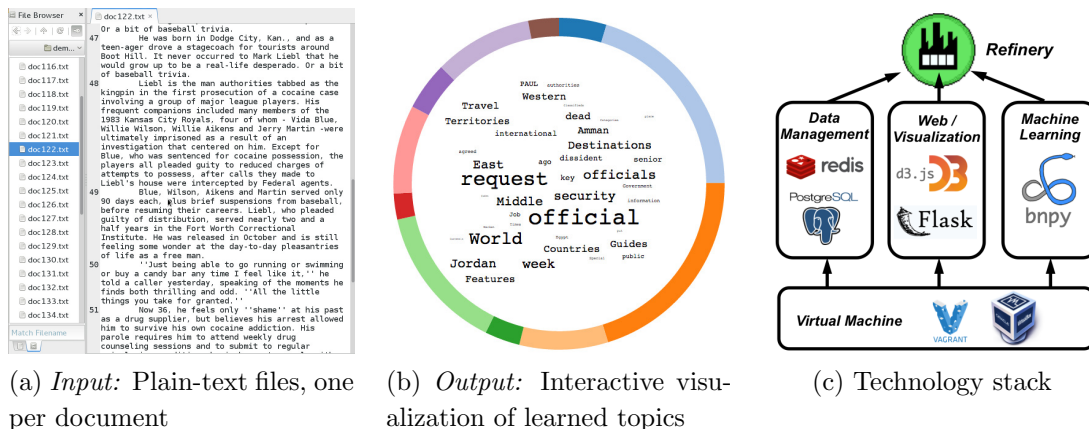 File Browser
dem...
doc116.txt
doc117.txt
doc118.txt
doc119.txt
doc120.txt
doc121.txt
doc122.txt
doc123.txt
doc124.txt
doc125.txt
doc126.txt
doc127.txt
doc128.txt
doc129.txt
doc130.txt
doc131.txt
doc132.txt
doc133.txt
doc134.txt
Match Filename
doc122.txt ×
Or a bit of baseball trivia.
47 He was born in Dodge City, Kan., and as a
teen-ager drove a stagecoach for tourists around
Boot Hill. It never occurred to Mark Liebl that he
would grow up to be a real-life desperado. Or a bit
of baseball trivia.
48 Liebl is the man authorities tabbed as the
kingpin in the first prosecution of a cocaine case
involving a group of major league players. His
frequent companions included many members of the
1983 Kansas City Royals, four of whom - Vida Blue,
Willie Wilson, Willie Aikens and Jerry Martin -were
ultimately imprisoned as a result of an
investigation that centered on him. Except for
Blue, who was sentenced for cocaine possession, the
players all pleaded guity to reduced charges of
attempts to possess, after calls they made to
Liebl's house were intercepted by Federal agents.
49 Blue, Wilson, Aikens and Martin served only
90 days each, plus brief suspensions from baseball,
before resuming their careers. Liebl, who pleaded
guilty of distribution, served nearly two and a
half years in the Fort Worth Correctional
Institute. He was released in October and is still
feeling some wonder at the day-to-day pleasantries
of life as a free man.
50 ''Just being able to go running or swimming
or buy a candy bar any time I feel like it,'' he
told a caller yesterday, speaking of the moments he
finds both thrilling and odd. ''All the little
things you take for granted.''
51 Now 36, he feels only ''shame'' at his past
as a drug supplier, but believes his arrest allowed
him to survive his own cocaine addiction. His
parole requires him to attend weekly drug
counseling sessions and to submit to regular
(a) Input: Plain-text files, one
per document
PAUL authorities
Western
Travel
dead
Territories
Amman
international
Destinations
agreed
ago
dissident
senior
East
key
officials
request
Government
security
Middle
information
Job
official
World
Countries
Guides
public
Egypt
Special
Jordan
week
Features
(b) Output: Interactive visu-
alization of learned topics
Refinery
Data
Management
redis
PostgreSQL
Web /
Visualization
d3.js
D3
Flask
Machine
Learning
bnpy
Virtual Machine
VAGRANT
(c) Technology stack